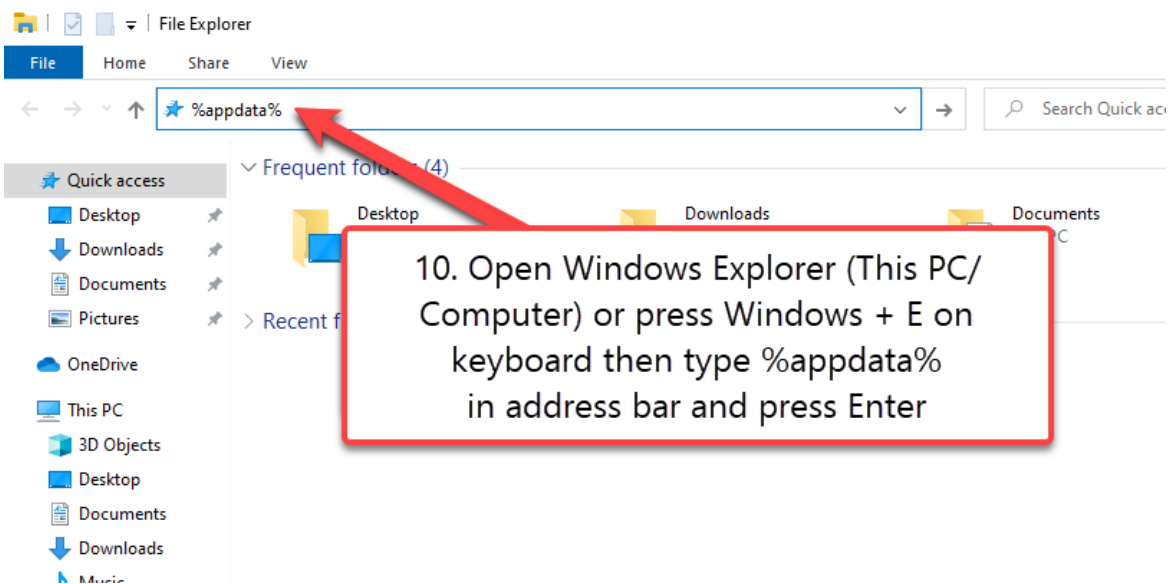 File Explorer
File Home Share View
%appdata%
Search Quick
Quick access
Desktop
Downloads
Documents
Pictures
OneDrive
This PC
3D Objects
Desktop
Documents
Downloads
Music
Frequent (4)
Desktop
Downloads
Documents
Recent
10. Open Windows Explorer (This PC/
Computer) or press Windows + E on
keyboard then type %appdata%
in address bar and press Enter